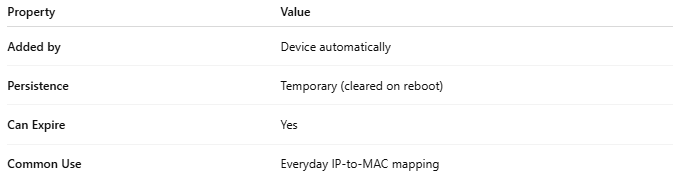 Property Value
Added by Device automatically
Persistence Temporary (cleared on reboot)
Can Expire Yes
Common Use Everyday IP-to-MAC mapping